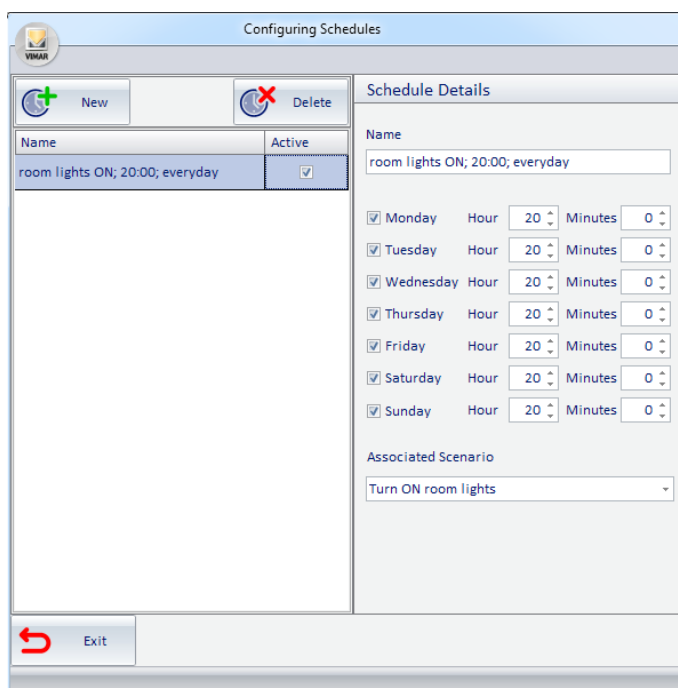 Configuring Schedules
VIMAR
New
Delete
Name
Active
room lights ON; 20:00; everyday
Schedule Details
Name
room lights ON; 20:00; everyday
Monday Hour 20 Minutes 0
Tuesday Hour 20 Minutes 0
Wednesday Hour 20 Minutes 0
Thursday Hour 20 Minutes 0
Friday Hour 20 Minutes 0
Saturday Hour 20 Minutes 0
Sunday Hour 20 Minutes 0
Associated Scenario
Turn ON room lights
Exit